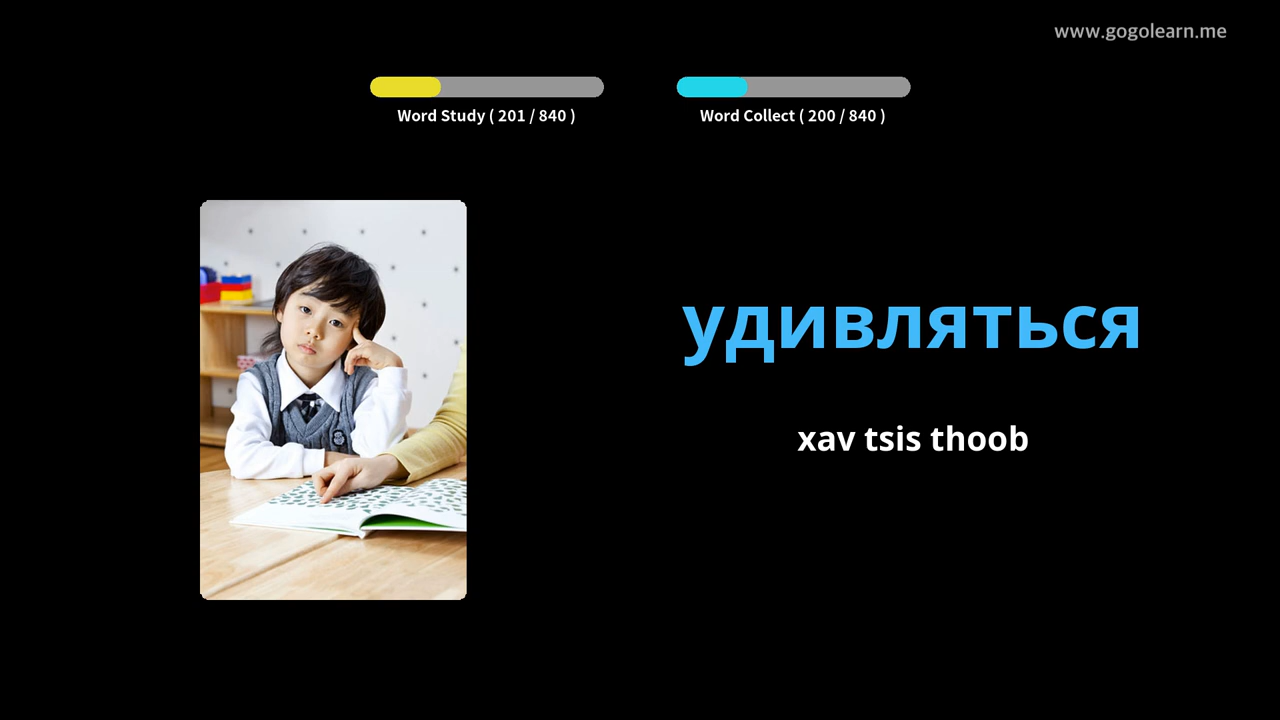 www.gogolearn.me
Word Study ( 201 / 840 )
Word Collect ( 200 / 840 )
удивляться
xav tsis thoob